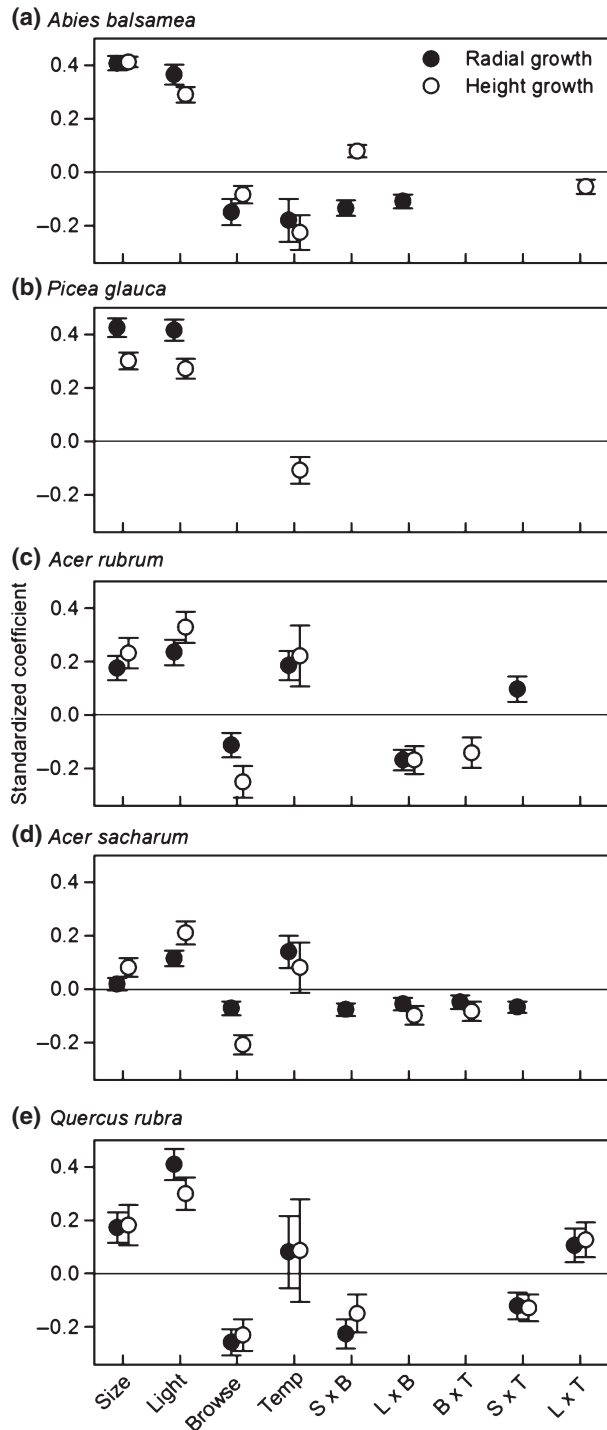 (a) Abies balsamea
Radial growth
Height growth
0.4
0.2
0.0
–0.2
(b) Picea glauca
0.4
0.2
0.0
–0.2
(c) Acer rubrum
0.4
0.2
0.0
–0.2
Standardized coefficient
(d) Acer sacharum
0.4
0.2
0.0
–0.2
(e) Quercus rubra
0.4
0.2
0.0
–0.2
Size Light Browse Temp S x B L x B B x T S x T L x T